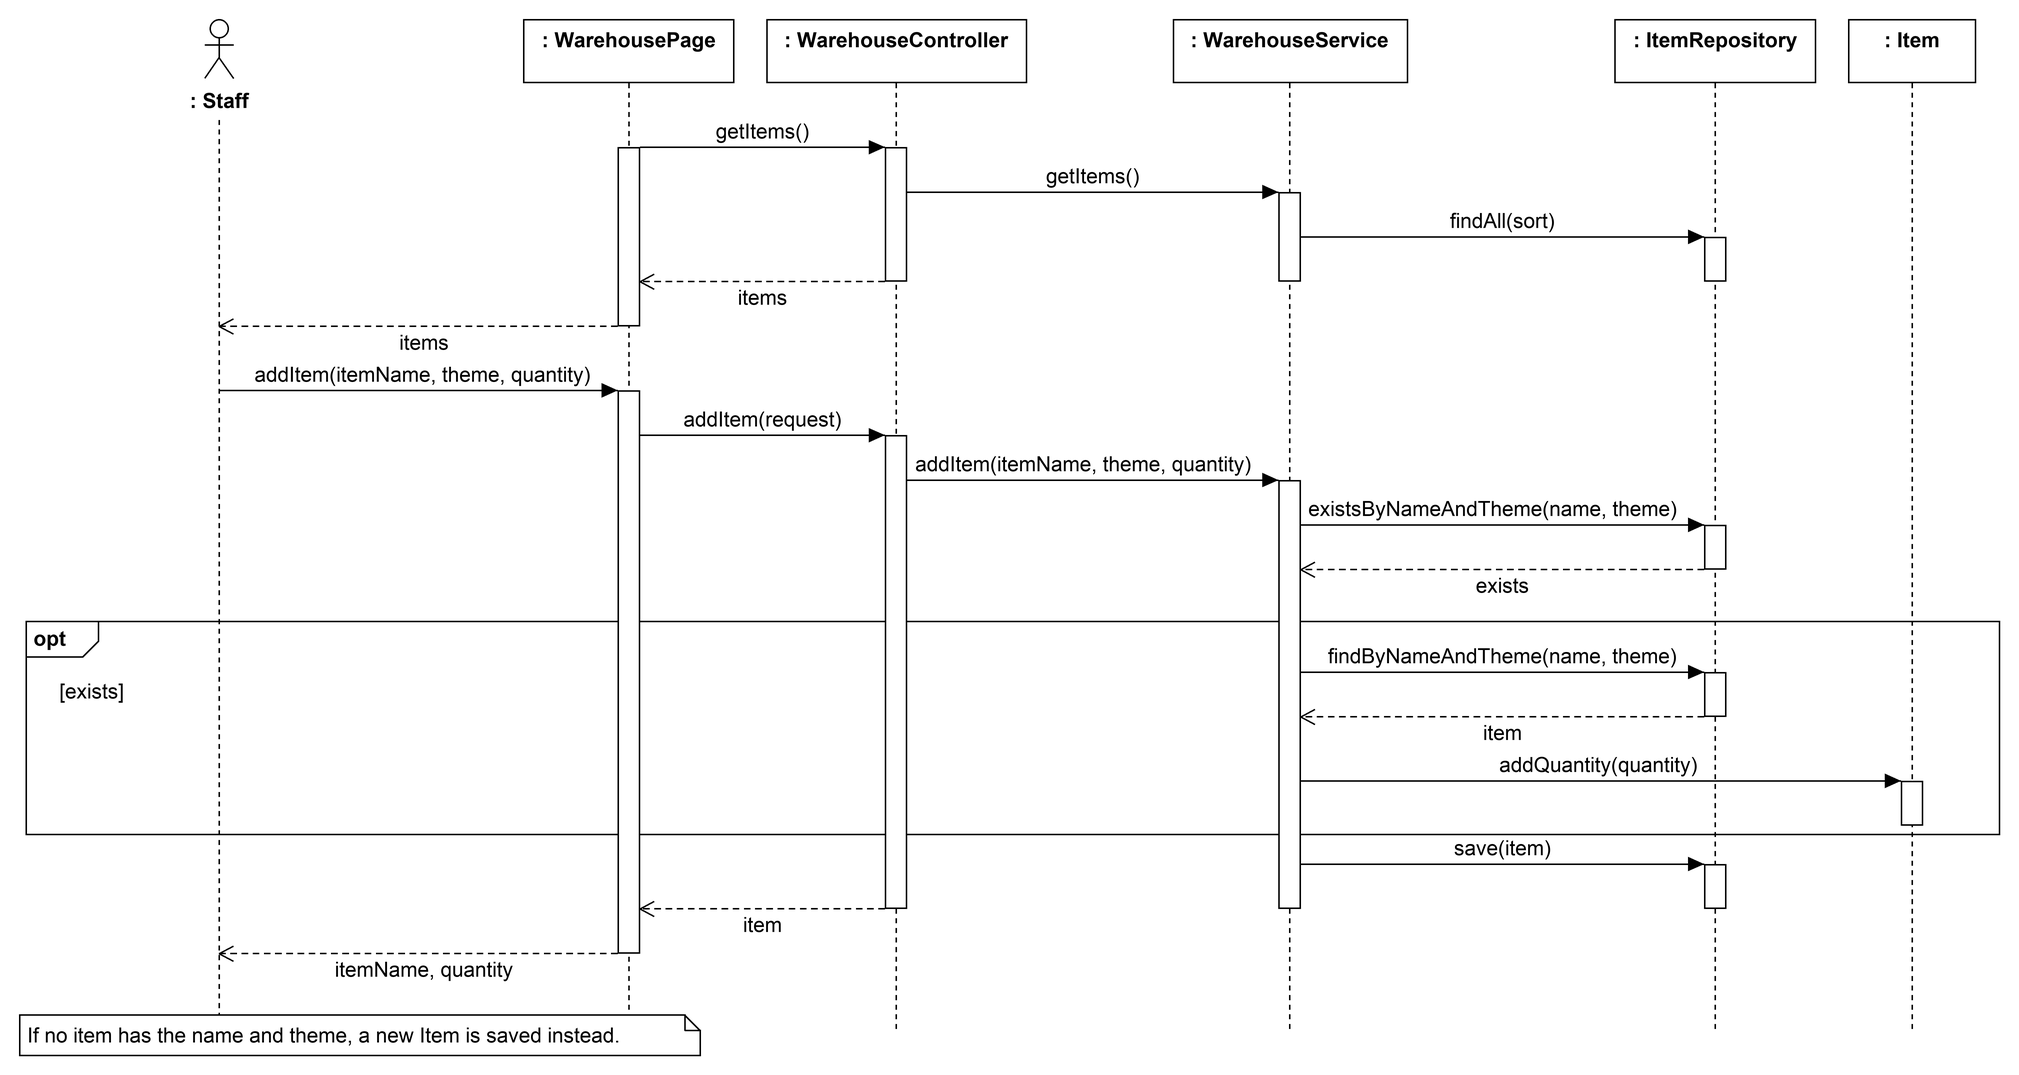 : Staff
: WarehousePage
: WarehouseController
: WarehouseService
: ItemRepository
: Item
getItems()
getItems()
findAll(sort)
items
items
addItem(itemName, theme, quantity)
addItem(request)
addItem(itemName, theme, quantity)
existsByNameAndTheme(name, theme)
exists
opt
[exists]
findByNameAndTheme(name, theme)
item
addQuantity(quantity)
save(item)
item
itemName, quantity
If no item has the name and theme, a new Item is saved instead.